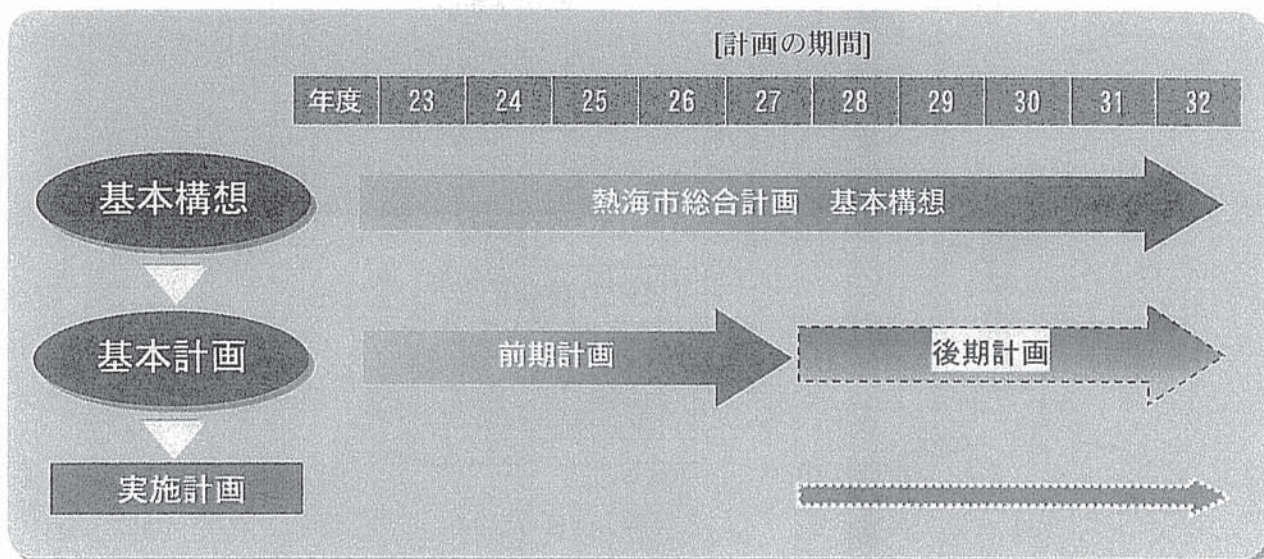 [計画の期間]
年度 23 24 25 26 27 28 29 30 31 32
基本構想
熱海市総合計画 基本構想
基本計画
前期計画
後期計画
実施計画